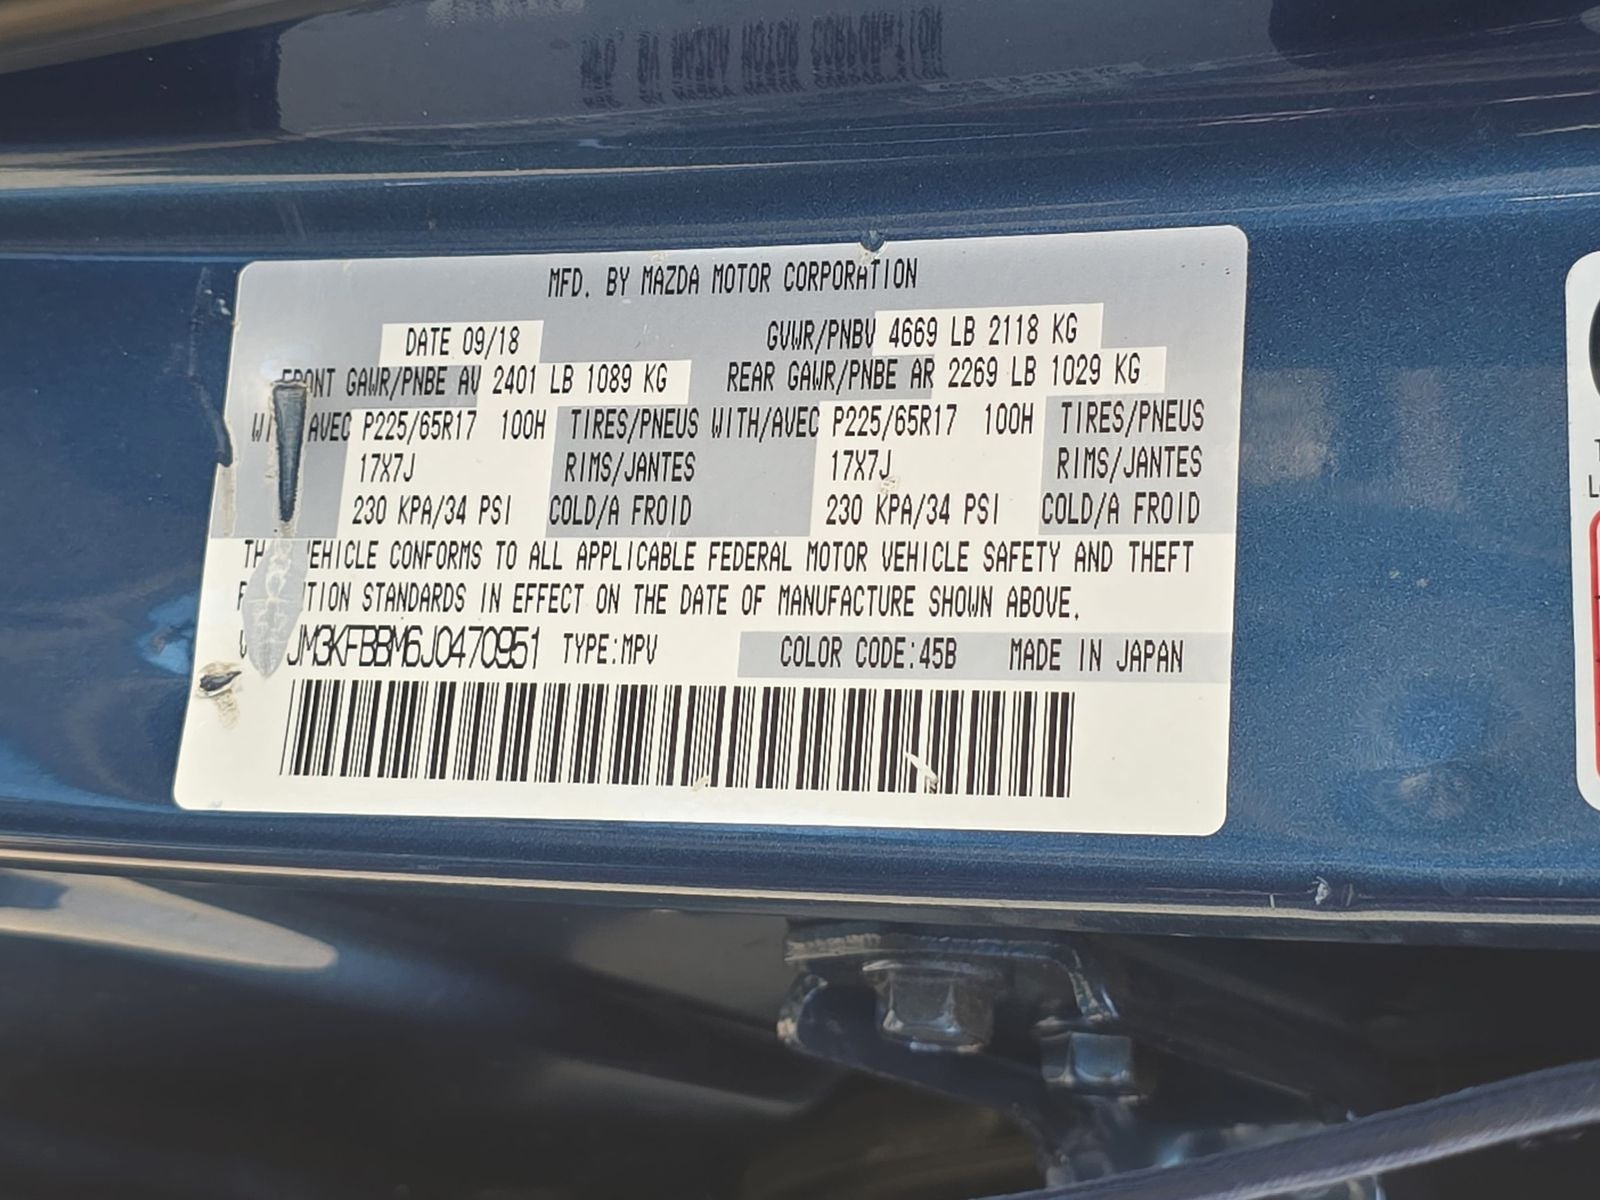 MFD. BY MAZDA MOTOR CORPORATION
DATE 09/18 GVWR/PNBV 4669 LB 2118 KG
FRONT GAWR/PNBE AV 2401 LB 1089 KG REAR GAWR/PNBE AR 2269 LB 1029 KG
AVEC P225/65R17 100H TIRES/PNEUS WITH/AVEC P225/65R17 100H TIRES/PNEUS
17X7J RIMS/JANTES 17X7J RIMS/JANTES
230 KPA/34 PSI COLD/A FROID 230 KPA/34 PSI COLD/A FROID
VEHICLE CONFORMS TO ALL APPLICABLE FEDERAL MOTOR VEHICLE SAFETY AND THEFT
STANDARDS IN EFFECT ON THE DATE OF MANUFACTURE SHOWN ABOVE.
JM3KFBBM6J0470951 TYPE:MPV COLOR CODE:45B MADE IN JAPAN